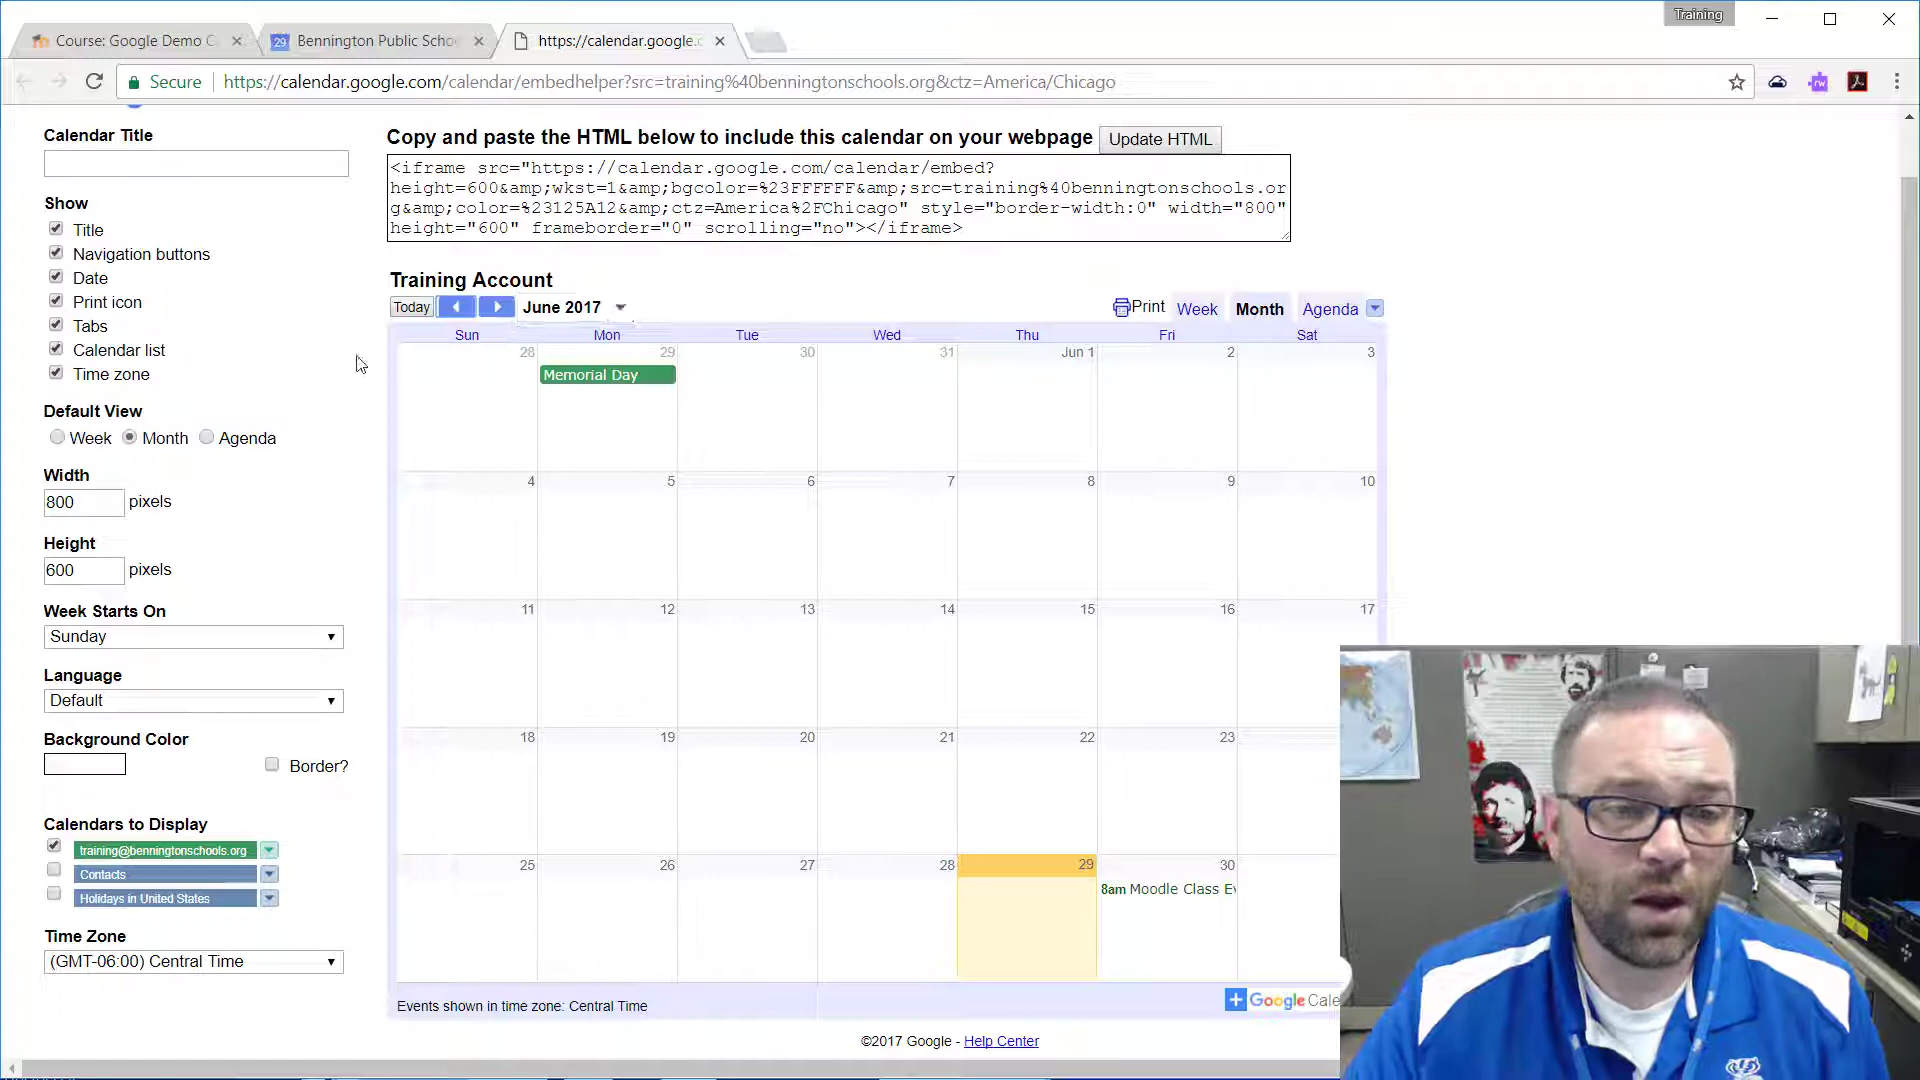 Training
Course: Google Demo C
Bennington Public Scho
https://calendar.google.c
Secure
https://calendar.google.com/calendar/embedhelper?src=training%40benningtonschools.org&ctz=America/Chicago
Calendar Title
Copy and paste the HTML below to include this calendar on your webpage
Update HTML
<iframe src="https://calendar.google.com/calendar/embed?
height=600&amp;wkst=1&amp;bgcolor=%23FFFFFF&amp;src=training%40benningtonschools.or
g&amp;color=%23125A12&amp;ctz=America%2FChicago" style="border-width:0" width="800"
height="600" frameborder="0" scrolling="no"></iframe>
Show
Title
Navigation buttons
Date
Print icon
Tabs
Calendar list
Time zone
Default View
Week Month Agenda
Width
800 pixels
Height
600 pixels
Week Starts On
Sunday
Language
Default
Background Color
Border?
Calendars to Display
training@benningtonschools.org
Contacts
Holidays in United States
Time Zone
(GMT-06:00) Central Time
Training Account
Today
June 2017
Print Week Month Agenda
Sun Mon Tue Wed Thu Fri Sat
28 29 30 31 Jun 1 2 3
Memorial Day
4 5 6 7 8 9 10
11 12 13 14 15 16 17
18 19 20 21 22 23
25 26 27 28 29 30
8am Moodle Class Ev
Events shown in time zone: Central Time
Google Cale
©2017 Google - Help Center